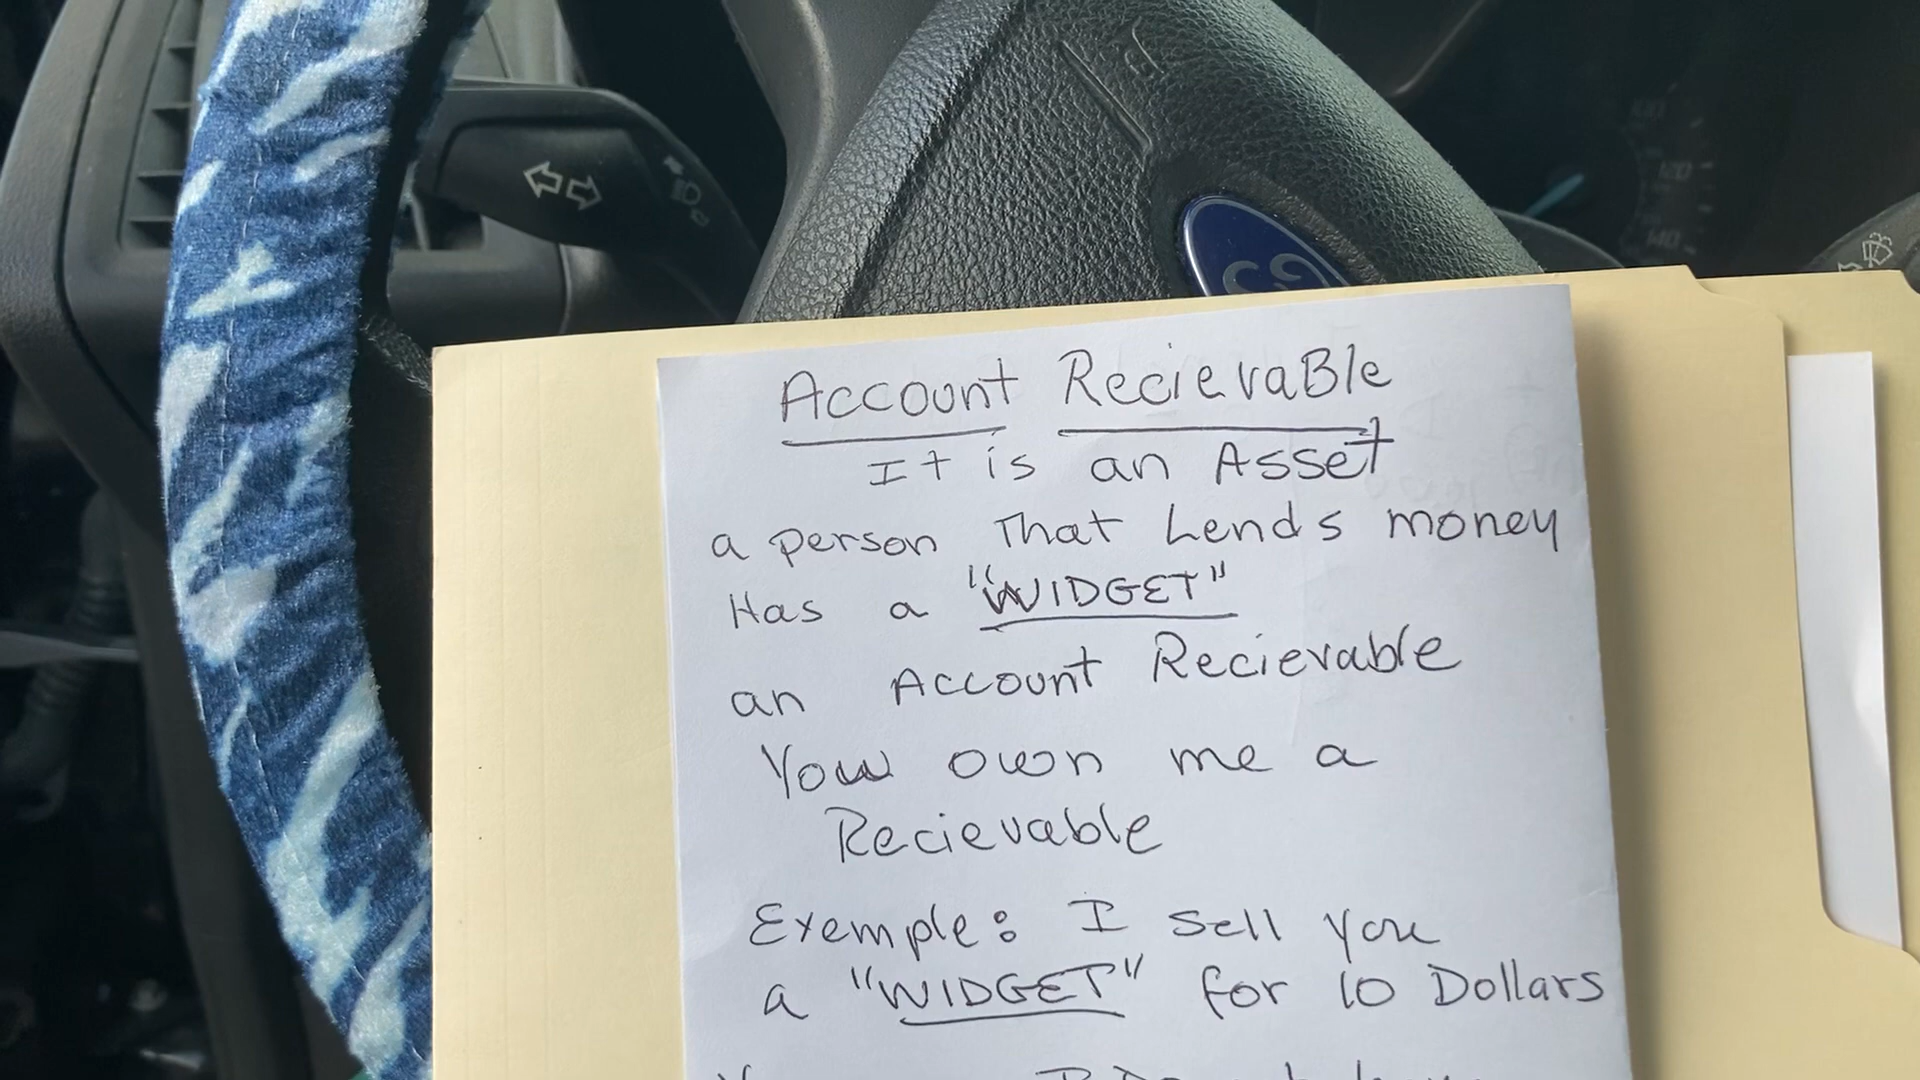 Account RecievaBle
It is an Asset
a person That Lends money
Has a "WIDGET"
an Account Recievable
You own me a
Recievable
Exemple: I sell you
a "WIDGET" for 10 Dollars